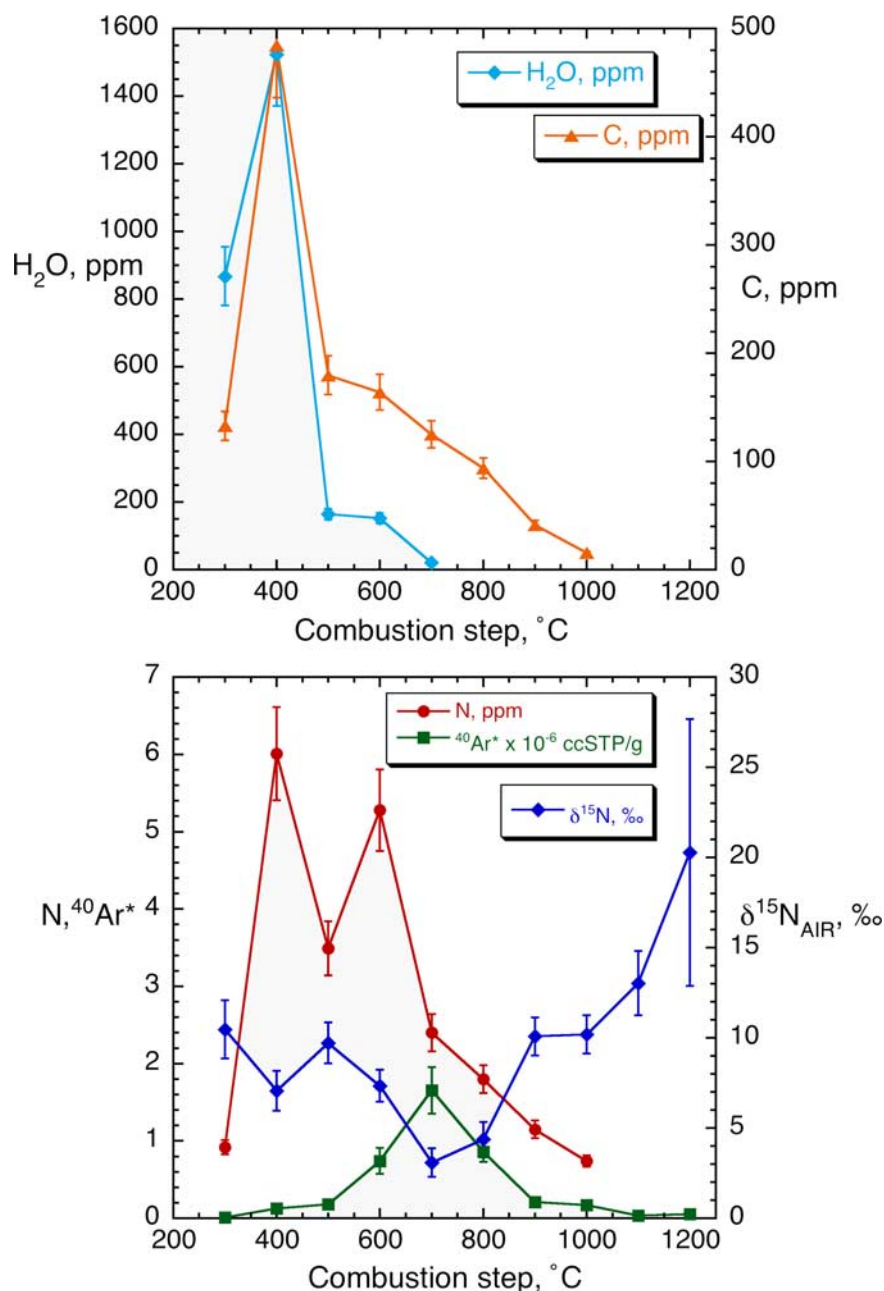 1600
1400
1200
1000
800
600
400
200
0
H₂O, ppm
500
400
300
200
100
0
C, ppm
H₂O, ppm
C, ppm
200 400 600 800 1000 1200
Combustion step, ˚C
7
6
5
4
3
2
1
0
N,⁴⁰Ar*
30
25
20
15
10
5
0
δ¹⁵N_AIR, ‰
N, ppm
⁴⁰Ar* x 10⁻⁶ ccSTP/g
δ¹⁵N, ‰
200 400 600 800 1000 1200
Combustion step, ˚C